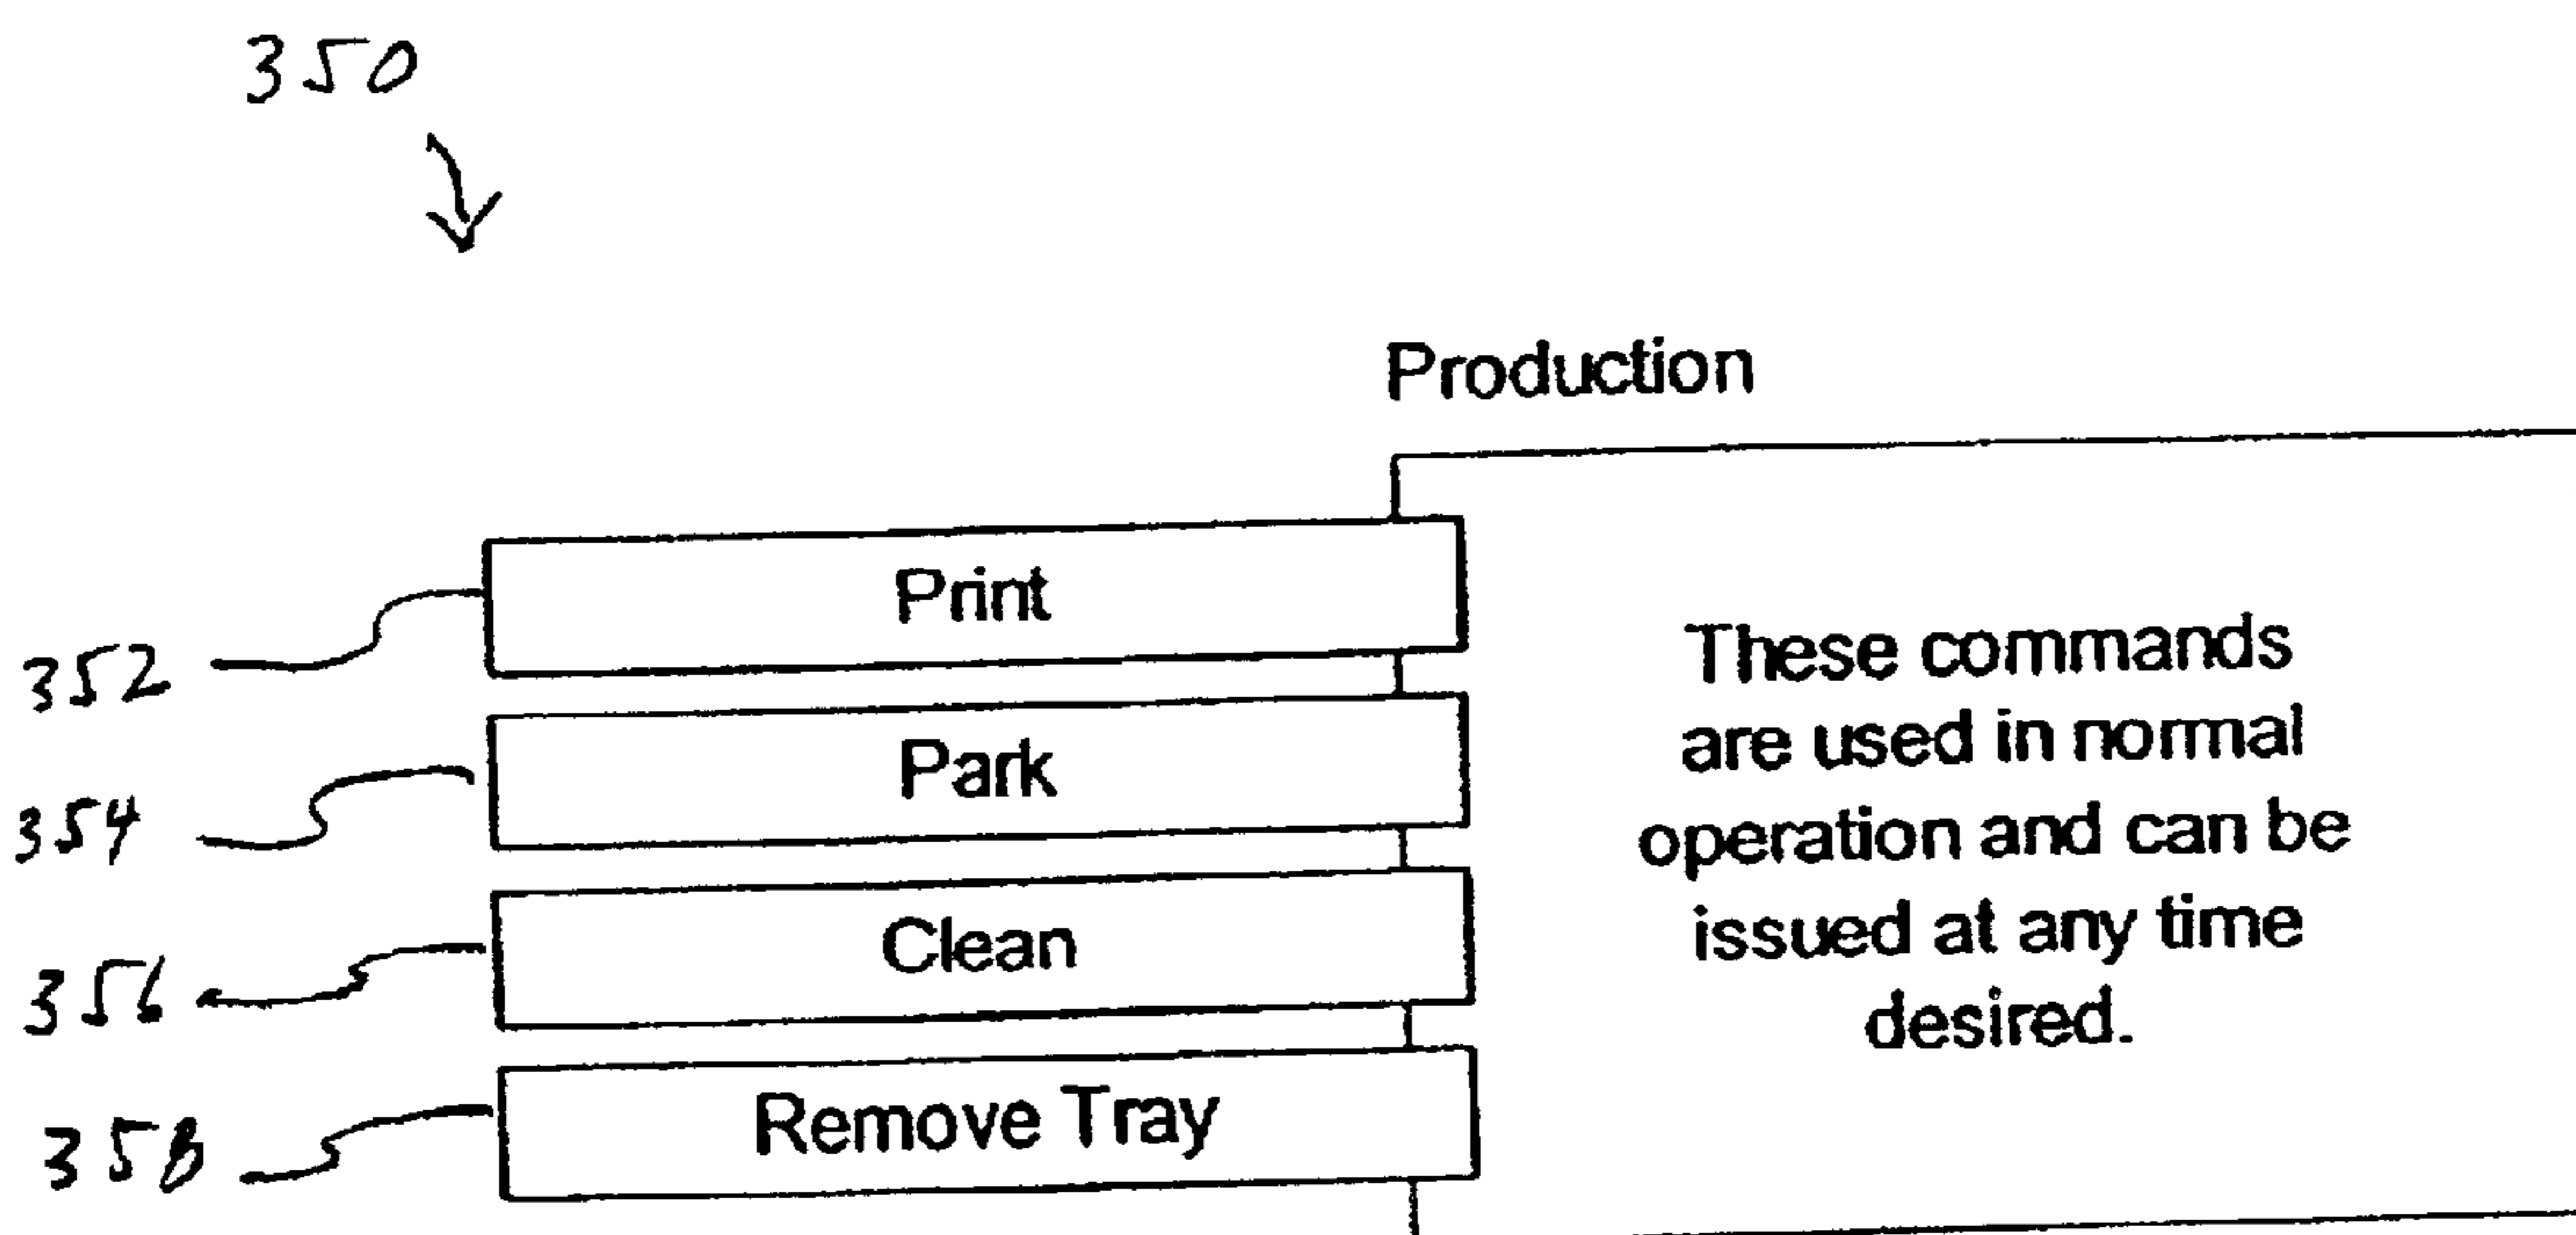 350
Production
352
Print
354
Park
356
Clean
358
Remove Tray
These commands
are used in normal
operation and can be
issued at any time
desired.